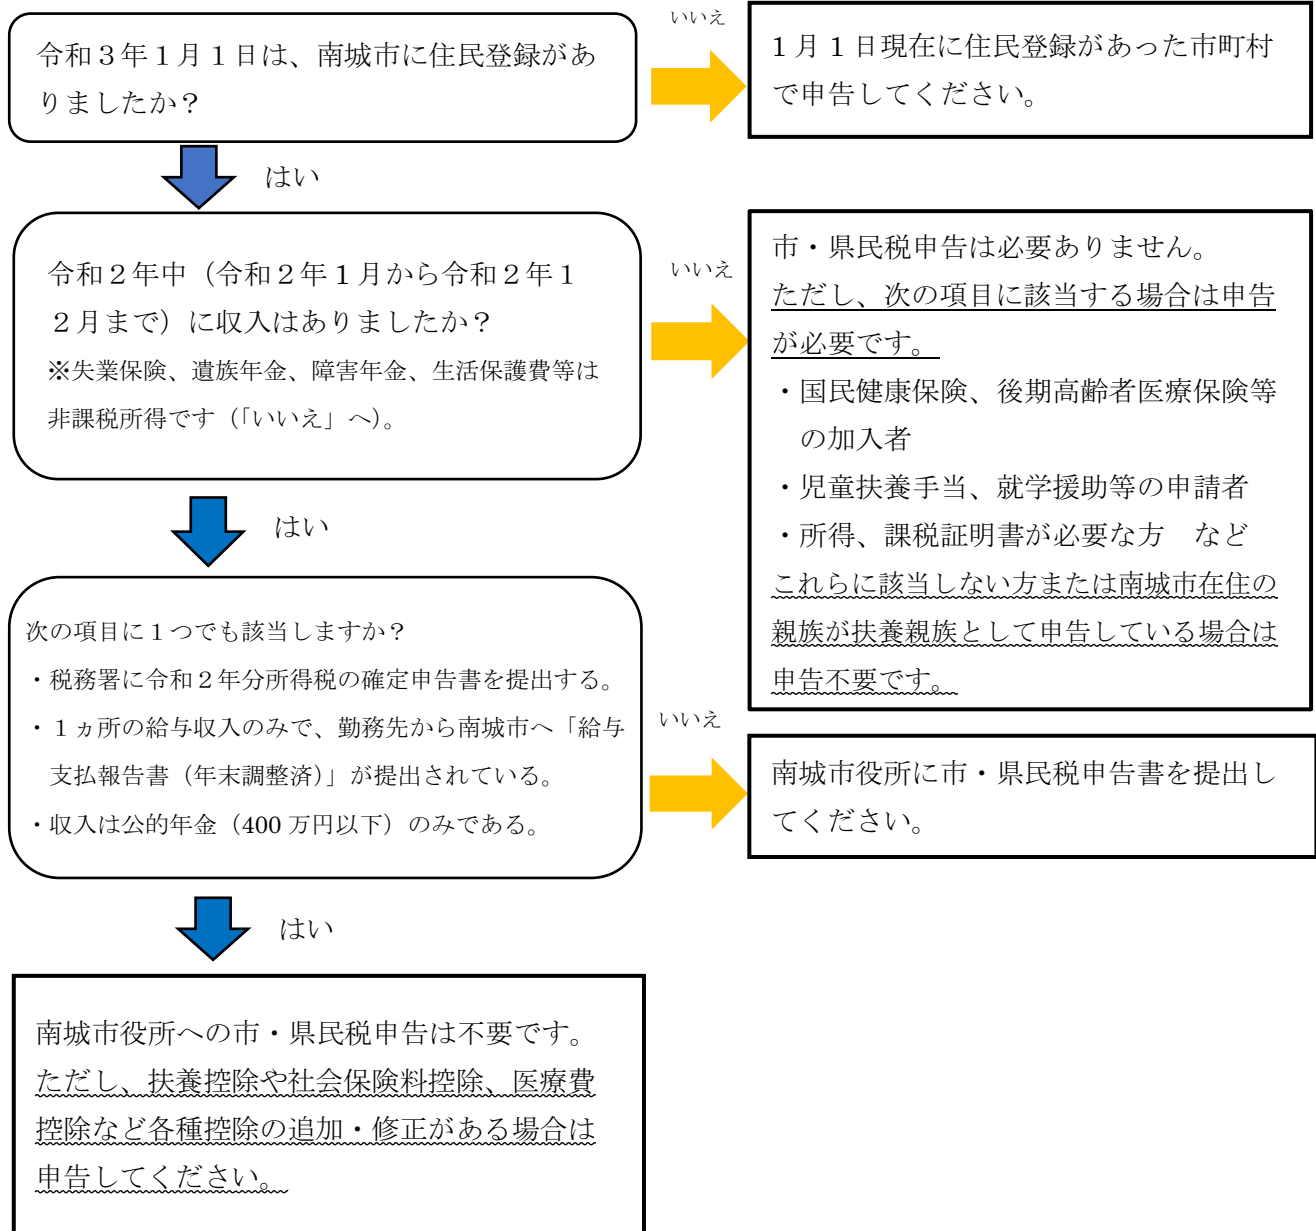 令和３年１月１日は、南城市に住民登録があ
りましたか？
いいえ
１月１日現在に住民登録があった市町村
で申告してください。
はい
令和２年中（令和２年１月から令和２年１
２月まで）に収入はありましたか？
※失業保険、遺族年金、障害年金、生活保護費等は
非課税所得です（「いいえ」へ）。
いいえ
市・県民税申告は必要ありません。
ただし、次の項目に該当する場合は申告
が必要です。
・国民健康保険、後期高齢者医療保険等
の加入者
・児童扶養手当、就学援助等の申請者
・所得、課税証明書が必要な方　など
これらに該当しない方または南城市在住の
親族が扶養親族として申告している場合は
申告不要です。
はい
次の項目に１つでも該当しますか？
・税務署に令和２年分所得税の確定申告書を提出する。
・１ヵ所の給与収入のみで、勤務先から南城市へ「給与
支払報告書（年末調整済）」が提出されている。
・収入は公的年金（400 万円以下）のみである。
いいえ
南城市役所に市・県民税申告書を提出し
てください。
はい
南城市役所への市・県民税申告は不要です。
ただし、扶養控除や社会保険料控除、医療費
控除など各種控除の追加・修正がある場合は
申告してください。